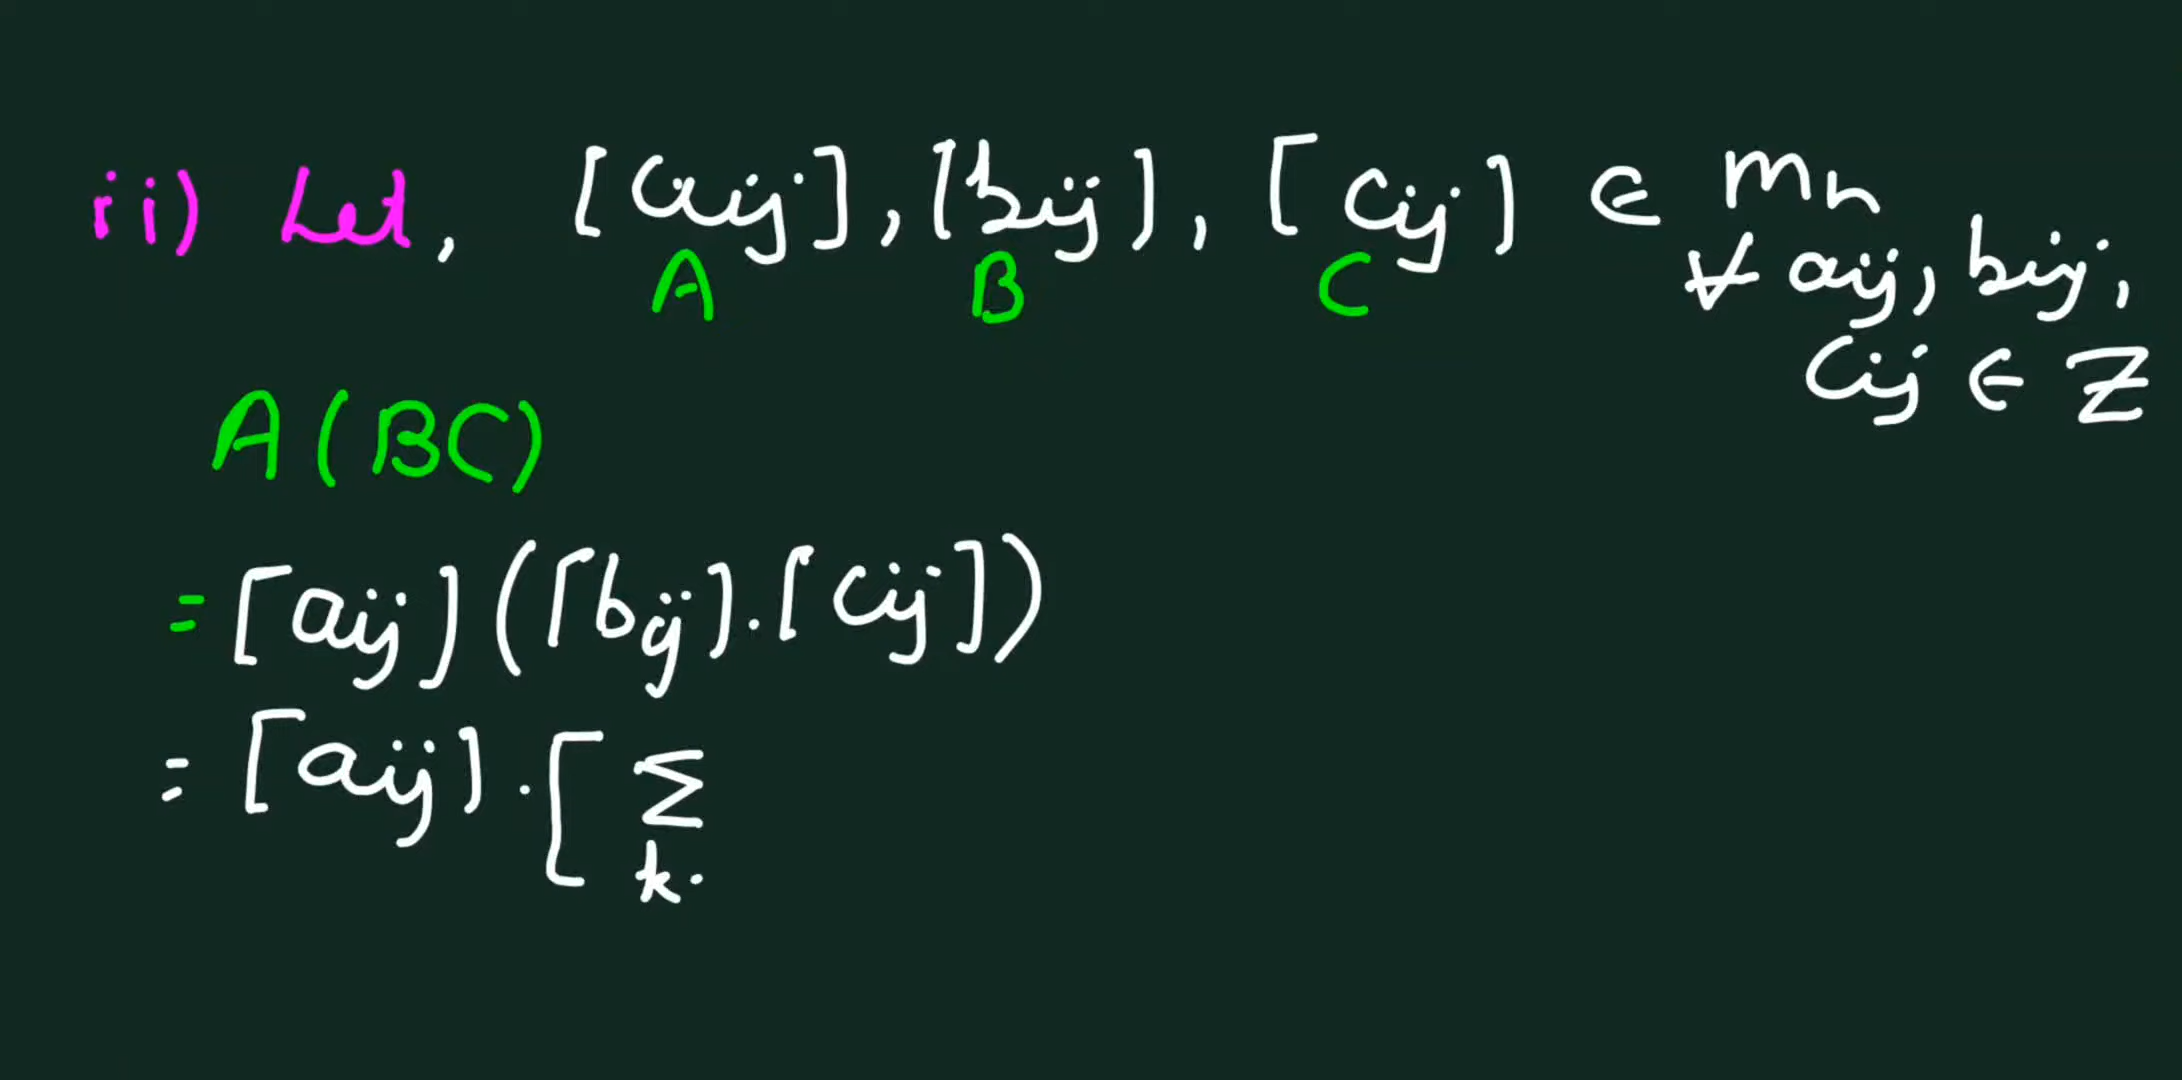 ii) Let, [aij], [bij], [cij] ∈ Mn
A B C ∀ aij, bij,
cij ∈ Z
A(BC)
= [aij] ([bij].[cij])
= [aij] . [ Σ
k.